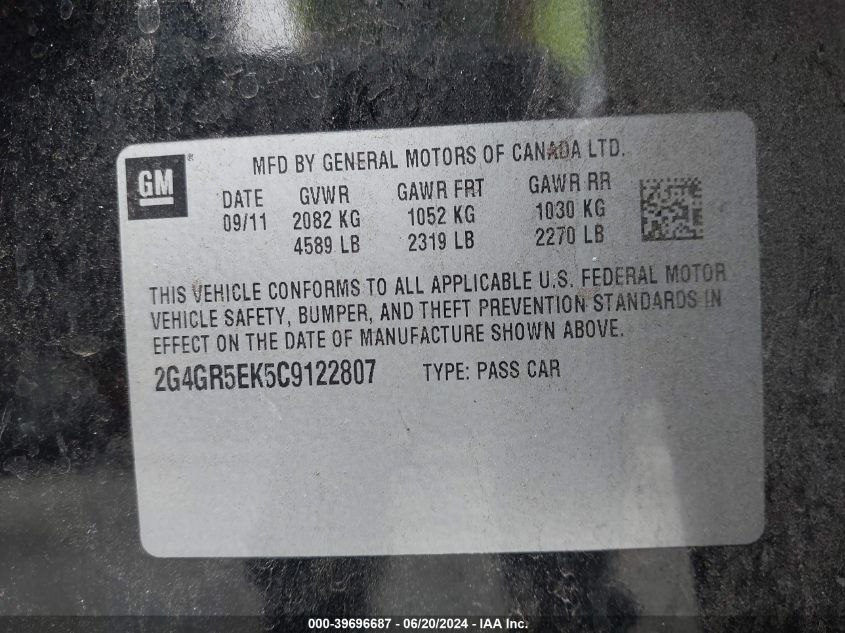 GM ®
MFD BY GENERAL MOTORS OF CANADA LTD.
DATE GVWR GAWR FRT GAWR RR
09/11 2082 KG 1052 KG 1030 KG
4589 LB 2319 LB 2270 LB
THIS VEHICLE CONFORMS TO ALL APPLICABLE U.S. FEDERAL MOTOR
VEHICLE SAFETY, BUMPER, AND THEFT PREVENTION STANDARDS IN
EFFECT ON THE DATE OF MANUFACTURE SHOWN ABOVE.
2G4GR5EK5C9122807 TYPE: PASS CAR
000-39696687 - 06/20/2024 - IAAI.com.